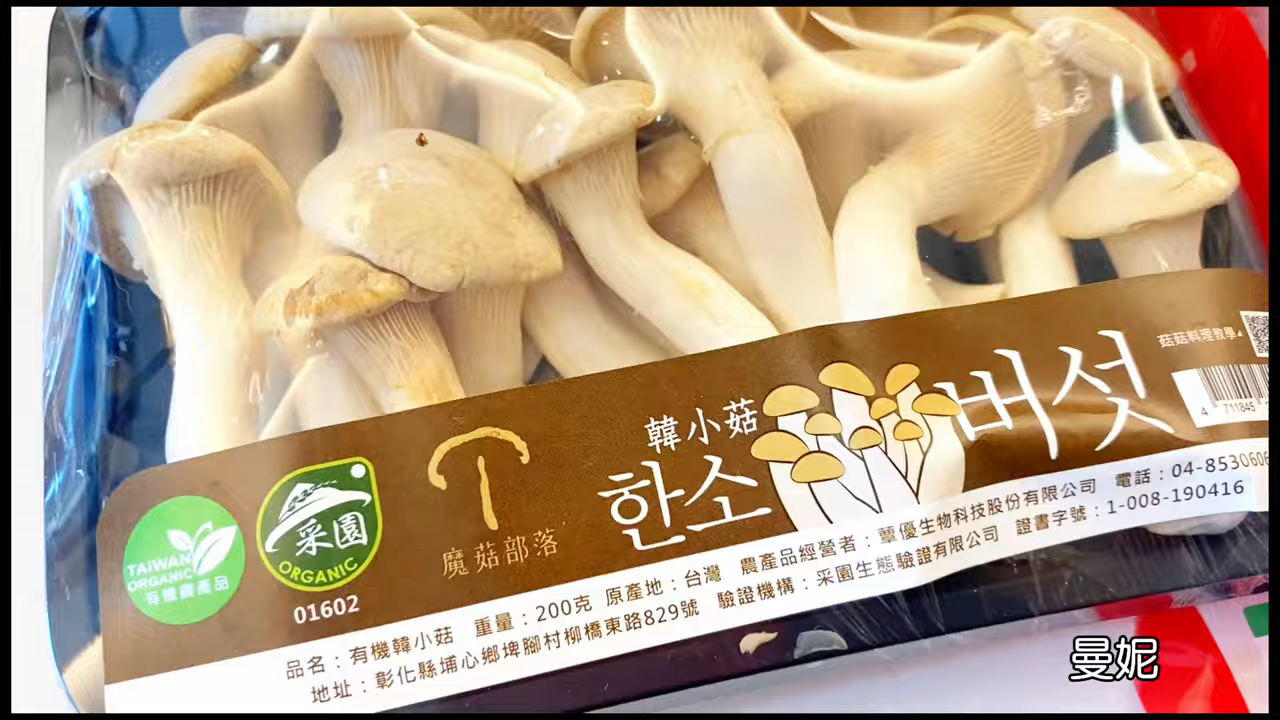 菇菇料理教學
4 711845
韓小菇
한소버섯
TAIWAN
ORGANIC
有機農產品
采園
ORGANIC
01602
魔菇部落
品名：有機韓小菇 重量：200克 原產地：台灣 農產品經營者：蕈優生物科技股份有限公司 電話：04-8530606
地址：彰化縣埔心鄉埤腳村柳橋東路829號 驗證機構：采園生態驗證有限公司 證書字號：1-008-190416
曼妮